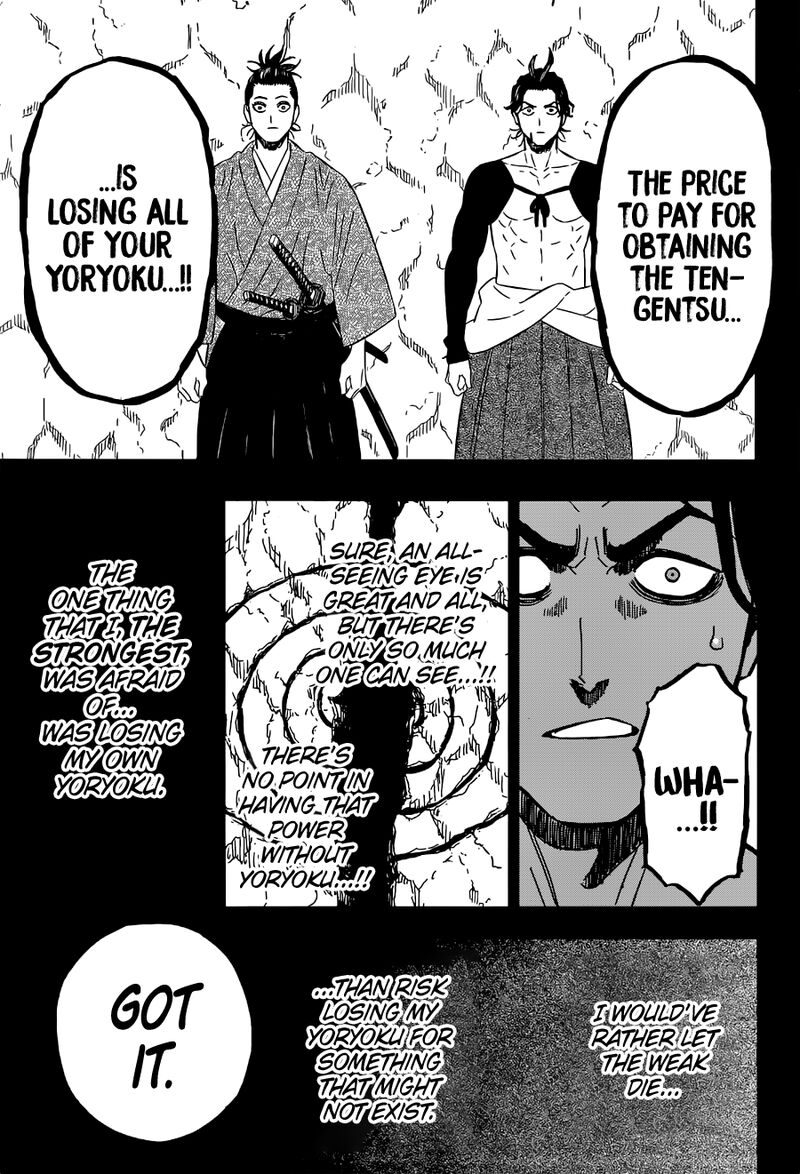 THE PRICE
TO PAY FOR
OBTAINING
THE TEN-
GENTSU...
...IS
LOSING ALL
OF YOUR
YORYOKU...!!
WHA-
...!!
SURE, AN ALL-
SEEING EYE IS
GREAT AND ALL,
BUT THERE'S
ONLY SO MUCH
ONE CAN SEE...!!
THERE'S
NO POINT IN
HAVING THAT
POWER
WITHOUT
YORYOKU...!!
THE
ONE THING
THAT I, THE
STRONGEST,
WAS AFRAID
OF...
WAS LOSING
MY OWN
YORYOKU.
I WOULD'VE
RATHER LET
THE WEAK
DIE...
...THAN RISK
LOSING MY
YORYOKU FOR
SOMETHING
THAT MIGHT
NOT EXIST.
GOT
IT.